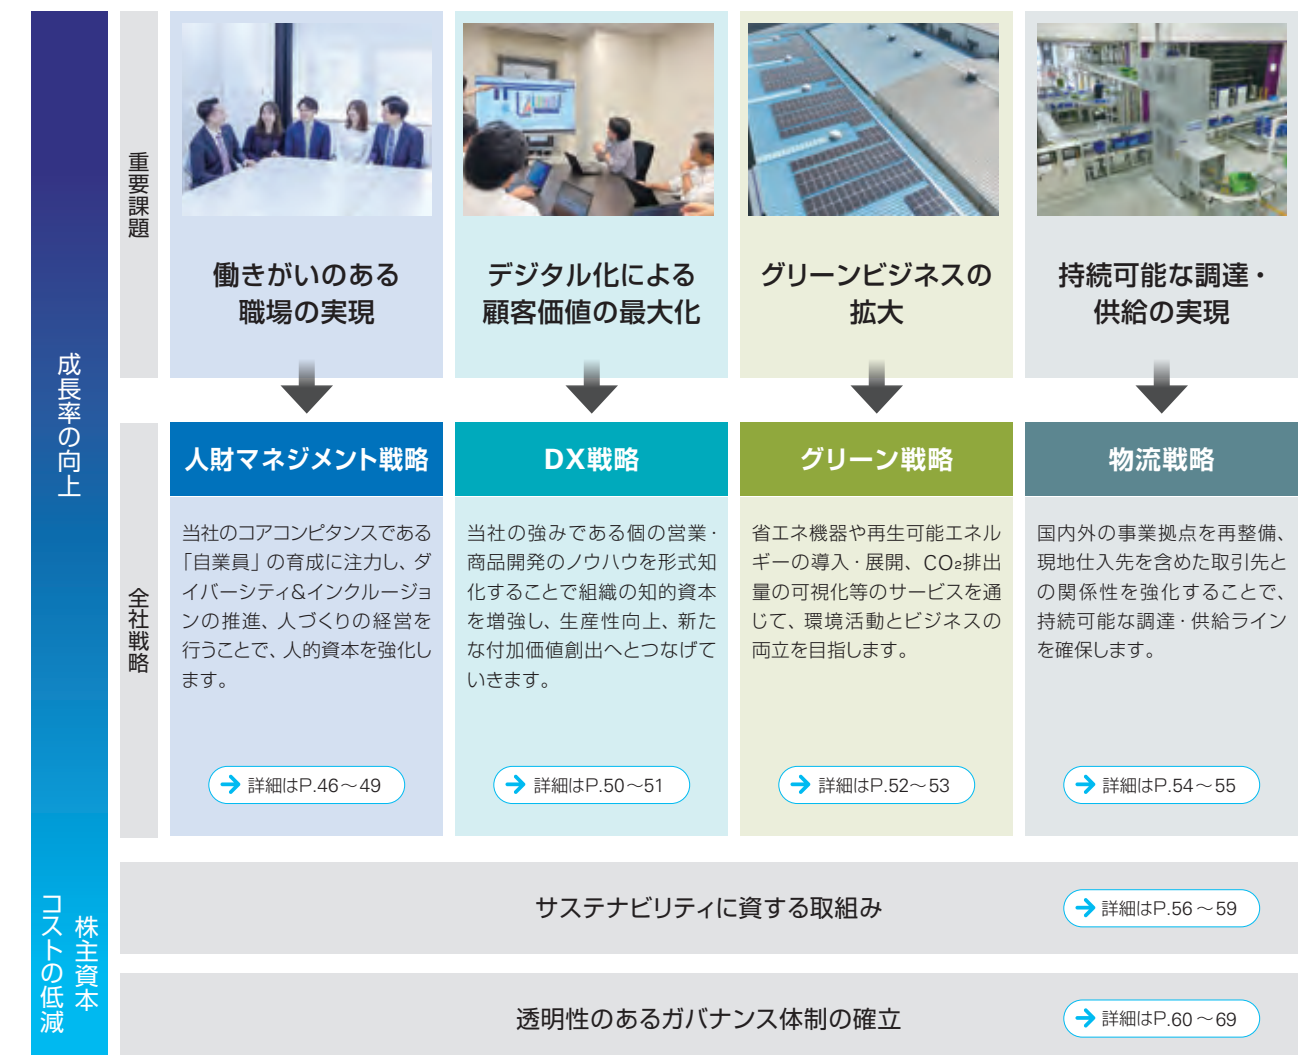 成長率の向上
株主資本
コストの低減
重要課題
働きがいのある
職場の実現
デジタル化による
顧客価値の最大化
グリーンビジネスの
拡大
持続可能な調達・
供給の実現
全社戦略
人財マネジメント戦略
当社のコアコンピタンスである
「自業員」の育成に注力し、ダ
イバーシティ&インクルージョ
ンの推進、人づくりの経営を
行うことで、人的資本を強化し
ます。
詳細はP.46～49
DX戦略
当社の強みである個の営業・
商品開発のノウハウを形式知
化することで組織の知的資本
を増強し、生産性向上、新た
な付加価値創出へとつなげて
いきます。
詳細はP.50～51
グリーン戦略
省エネ機器や再生可能エネル
ギーの導入・展開、CO₂排出
量の可視化等のサービスを通
じて、環境活動とビジネスの
両立を目指します。
詳細はP.52～53
物流戦略
国内外の事業拠点を再整備、
現地仕入先を含めた取引先と
の関係性を強化することで、
持続可能な調達・供給ライン
を確保します。
詳細はP.54～55
サステナビリティに資する取組み
詳細はP.56～59
透明性のあるガバナンス体制の確立
詳細はP.60～69